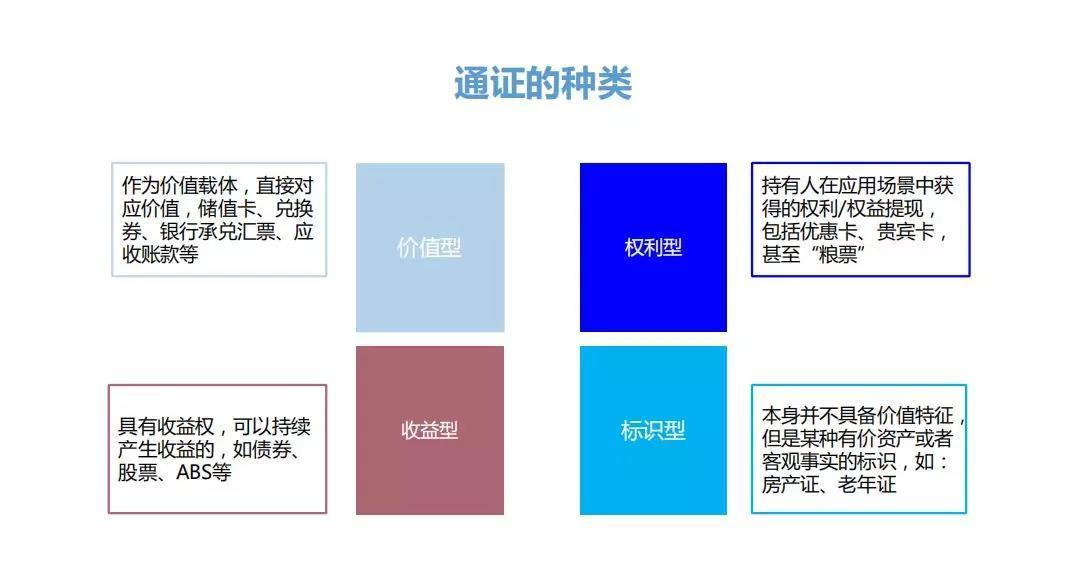 通证的种类
作为价值载体，直接对
应价值，储值卡、兑换
券、银行承兑汇票、应
收账款等
价值型
权利型
持有人在应用场景中获
得的权利/权益提现，
包括优惠卡、贵宾卡，
甚至“粮票”
具有收益权，可以持续
产生收益的，如债券、
股票、ABS等
收益型
标识型
本身并不具备价值特征，
但是某种有价资产或者
客观事实的标识，如：
房产证、老年证